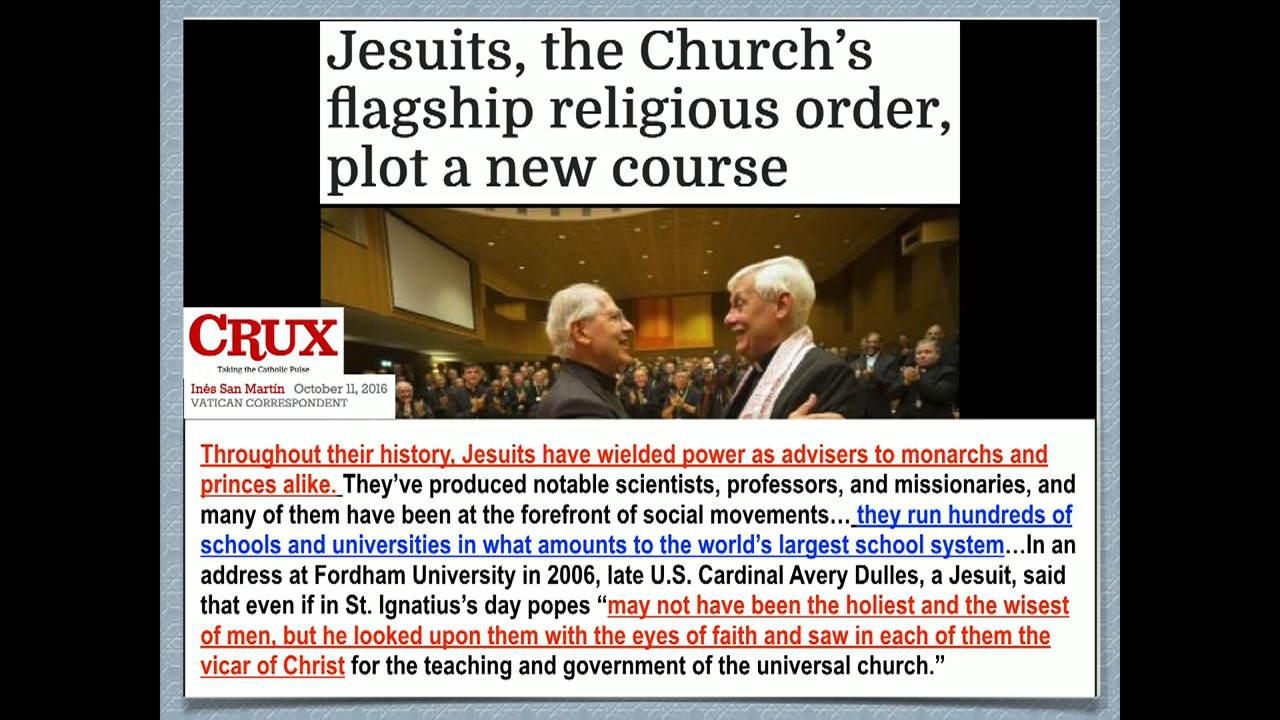 Jesuits, the Church's
flagship religious order,
plot a new course
CRUX
Taking the Catholic Pulse
Inés San Martín October 11, 2016
VATICAN CORRESPONDENT
Throughout their history, Jesuits have wielded power as advisers to monarchs and
princes alike. They've produced notable scientists, professors, and missionaries, and
many of them have been at the forefront of social movements… they run hundreds of
schools and universities in what amounts to the world's largest school system…In an
address at Fordham University in 2006, late U.S. Cardinal Avery Dulles, a Jesuit, said
that even if in St. Ignatius's day popes “may not have been the holiest and the wisest
of men, but he looked upon them with the eyes of faith and saw in each of them the
vicar of Christ for the teaching and government of the universal church.”